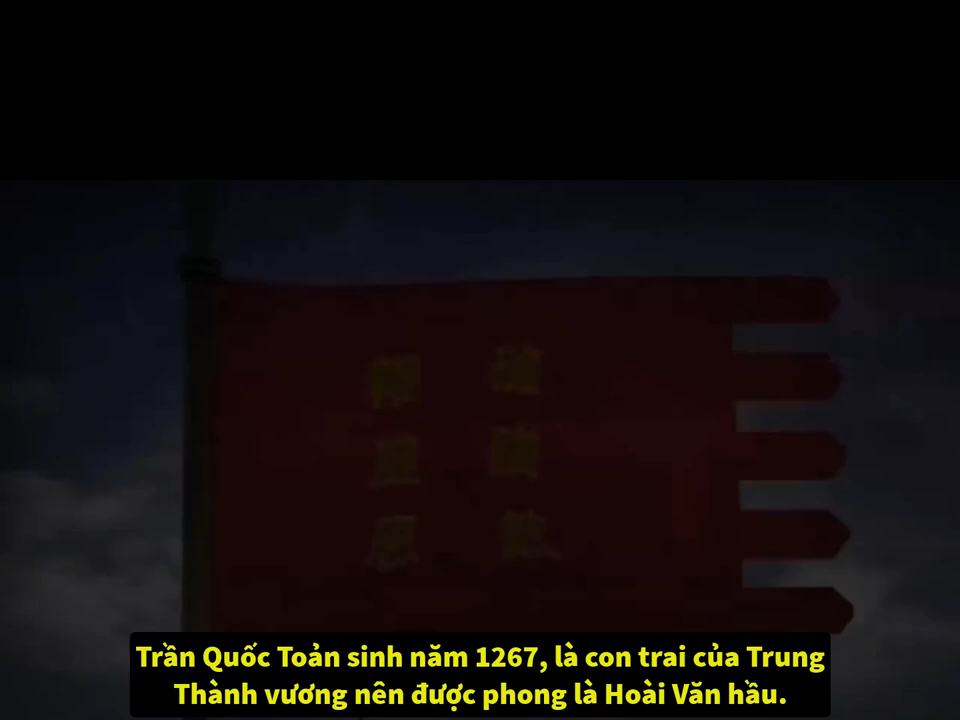 Trần Quốc Toản sinh năm 1267, là con trai của Trung
Thành vương nên được phong là Hoài Văn hầu.